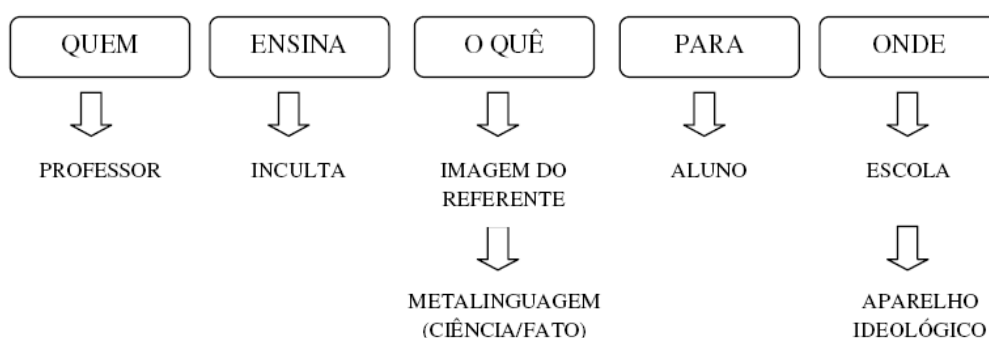 QUEM ENSINA O QUÊ PARA ONDE
PROFESSOR INCULTA IMAGEM DO ALUNO ESCOLA
REFERENTE
METALINGUAGEM APARELHO
(CIÊNCIA/FATO) IDEOLÓGICO